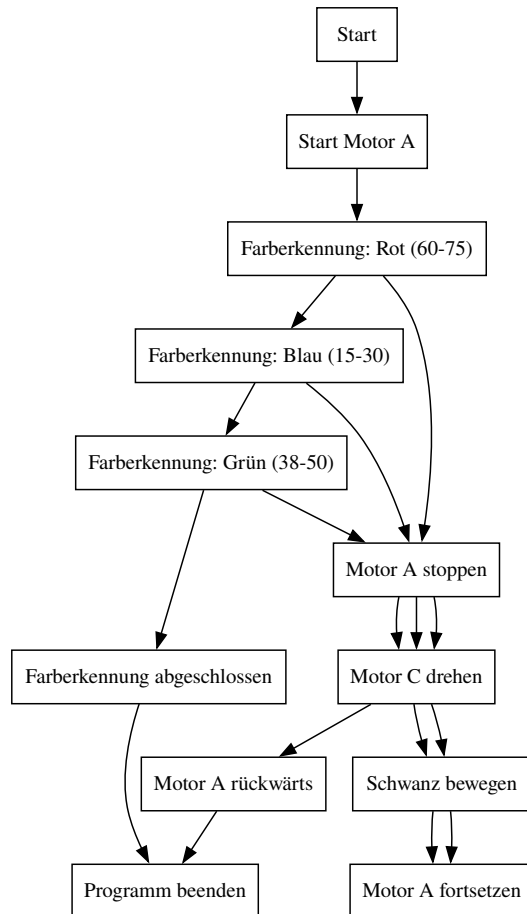 Start
Start Motor A
Farberkennung: Rot (60-75)
Farberkennung: Blau (15-30)
Farberkennung: Grün (38-50)
Motor A stoppen
Farberkennung abgeschlossen
Motor C drehen
Motor A rückwärts
Schwanz bewegen
Programm beenden
Motor A fortsetzen